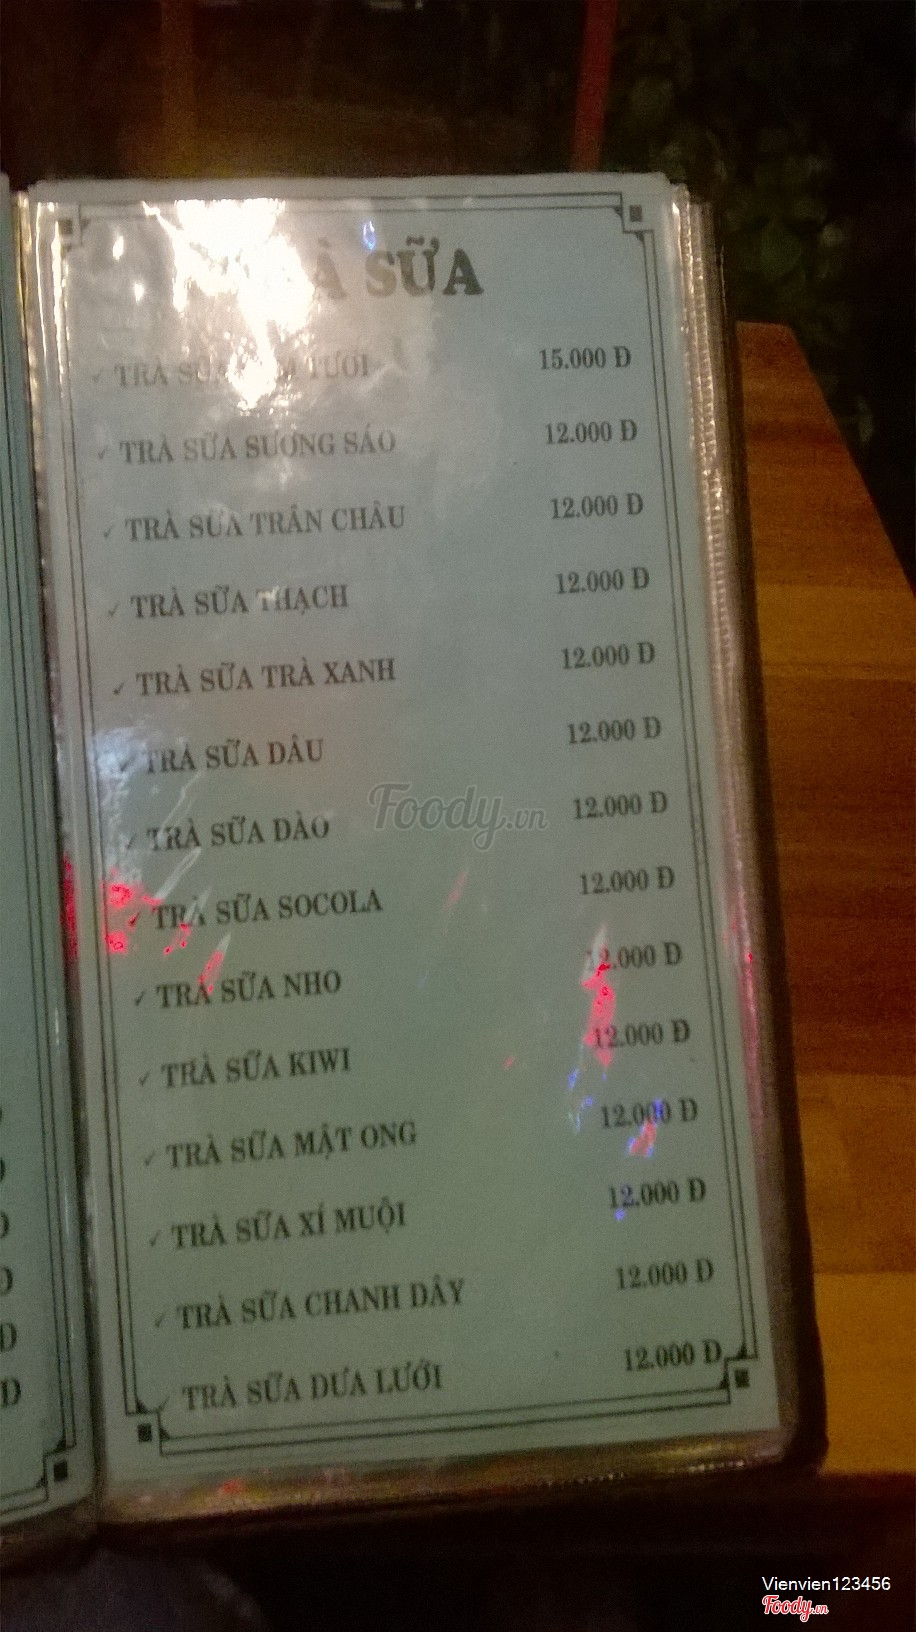 SỮA
TRÀ TƯƠI 15.000 Đ
TRÀ SỮA SƯƠNG SÁO 12.000 Đ
TRÀ SỮA TRÂN CHÂU 12.000 Đ
TRÀ SỮA THẠCH 12.000 Đ
TRÀ SỮA TRÀ XANH 12.000 Đ
TRÀ SỮA DÂU 12.000 Đ
TRÀ SỮA ĐÀO 12.000 Đ
TRÀ SỮA SOCOLA 12.000 Đ
TRÀ SỮA NHO 12.000 Đ
TRÀ SỮA KIWI 12.000 Đ
TRÀ SỮA MẬT ONG 12.000 Đ
TRÀ SỮA XÍ MUỘI 12.000 Đ
TRÀ SỮA CHANH DÂY 12.000 Đ
TRÀ SỮA DƯA LƯỚI 12.000 Đ
Foody.vn
Vienvien123456
Foody.vn